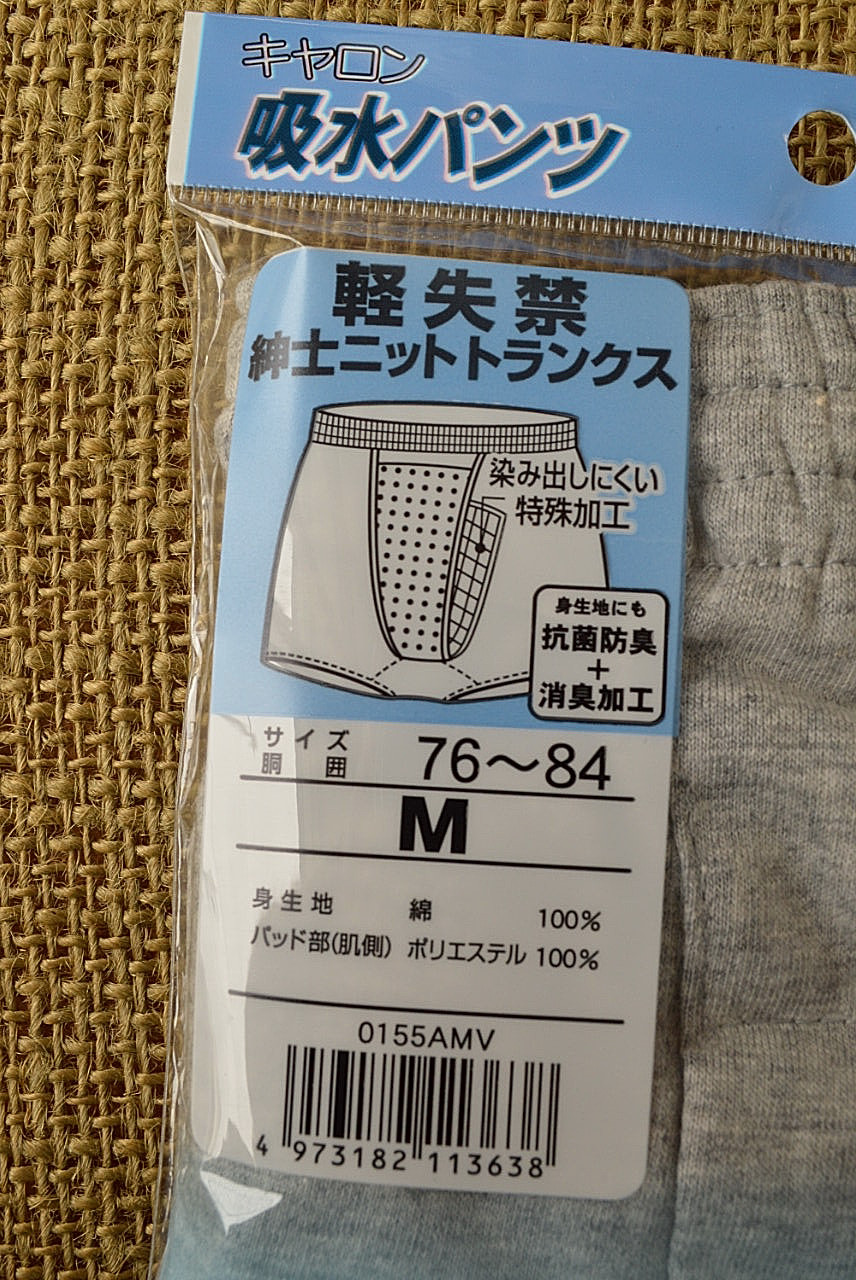 キャロン
吸水パンツ
軽失禁
紳士ニットトランクス
染み出しにくい
特殊加工
身生地にも
抗菌防臭
+
消臭加工
サイズ
胴囲 76～84
M
身生地 綿 100%
パッド部(肌側) ポリエステル 100%
0155AMV
4 973182 113638